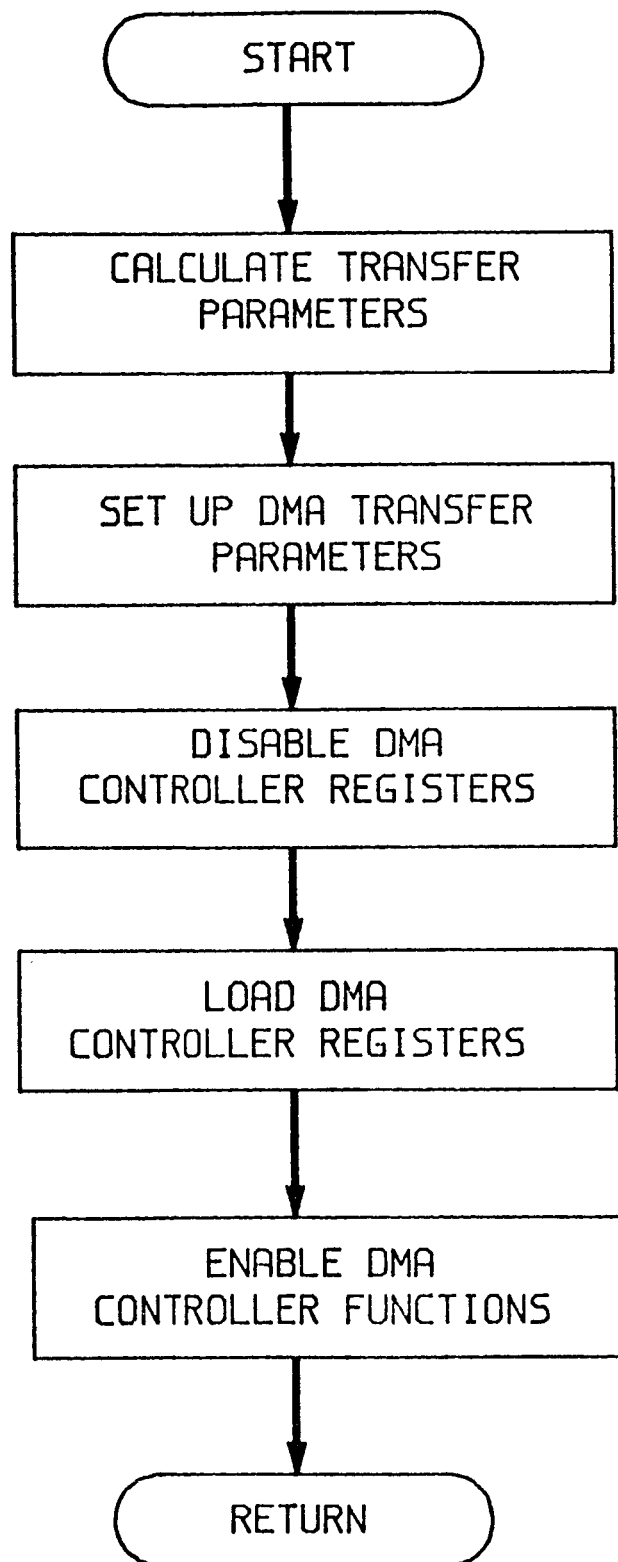 START
CALCULATE TRANSFER
PARAMETERS
SET UP DMA TRANSFER
PARAMETERS
DISABLE DMA
CONTROLLER REGISTERS
LOAD DMA
CONTROLLER REGISTERS
ENABLE DMA
CONTROLLER FUNCTIONS
RETURN